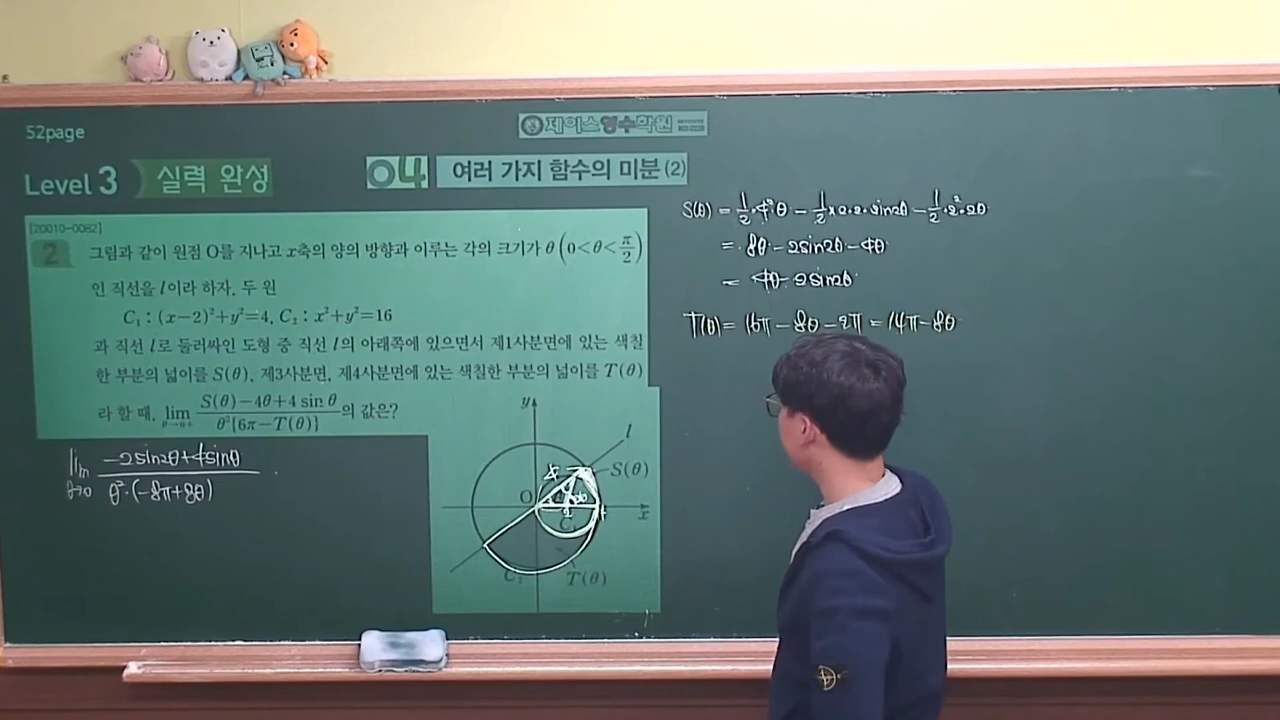 52page
제이스영수학원
Level 3 실력 완성
04 여러 가지 함수의 미분 (2)
[20010-0082]
2 그림과 같이 원점 O를 지나고 x축의 양의 방향과 이루는 각의 크기가 θ(0<θ<π/2)
인 직선을 l이라 하자. 두 원
C₁ : (x-2)²+y²=4, C₂ : x²+y²=16
과 직선 l로 둘러싸인 도형 중 직선 l의 아래쪽에 있으면서 제1사분면에 있는 색칠
한 부분의 넓이를 S(θ), 제3사분면, 제4사분면에 있는 색칠한 부분의 넓이를 T(θ)
라 할 때, lim θ→0+ S(θ)-4θ+4 sin θ / θ²{6π-T(θ)} 의 값은?
lim θ→0 -2sin2θ+4sinθ / θ²·(-8π+8θ)
y
l
S(θ)
O
x
C₁
C₂
T(θ)
S(θ) = 1/2·4²·θ - 1/2×2·2·sin2θ - 1/2·2²·2θ
= 8θ - 2sin2θ - 4θ
= 4θ - 2sin2θ
T(θ) = 16π - 8θ - 2π = 14π - 8θ